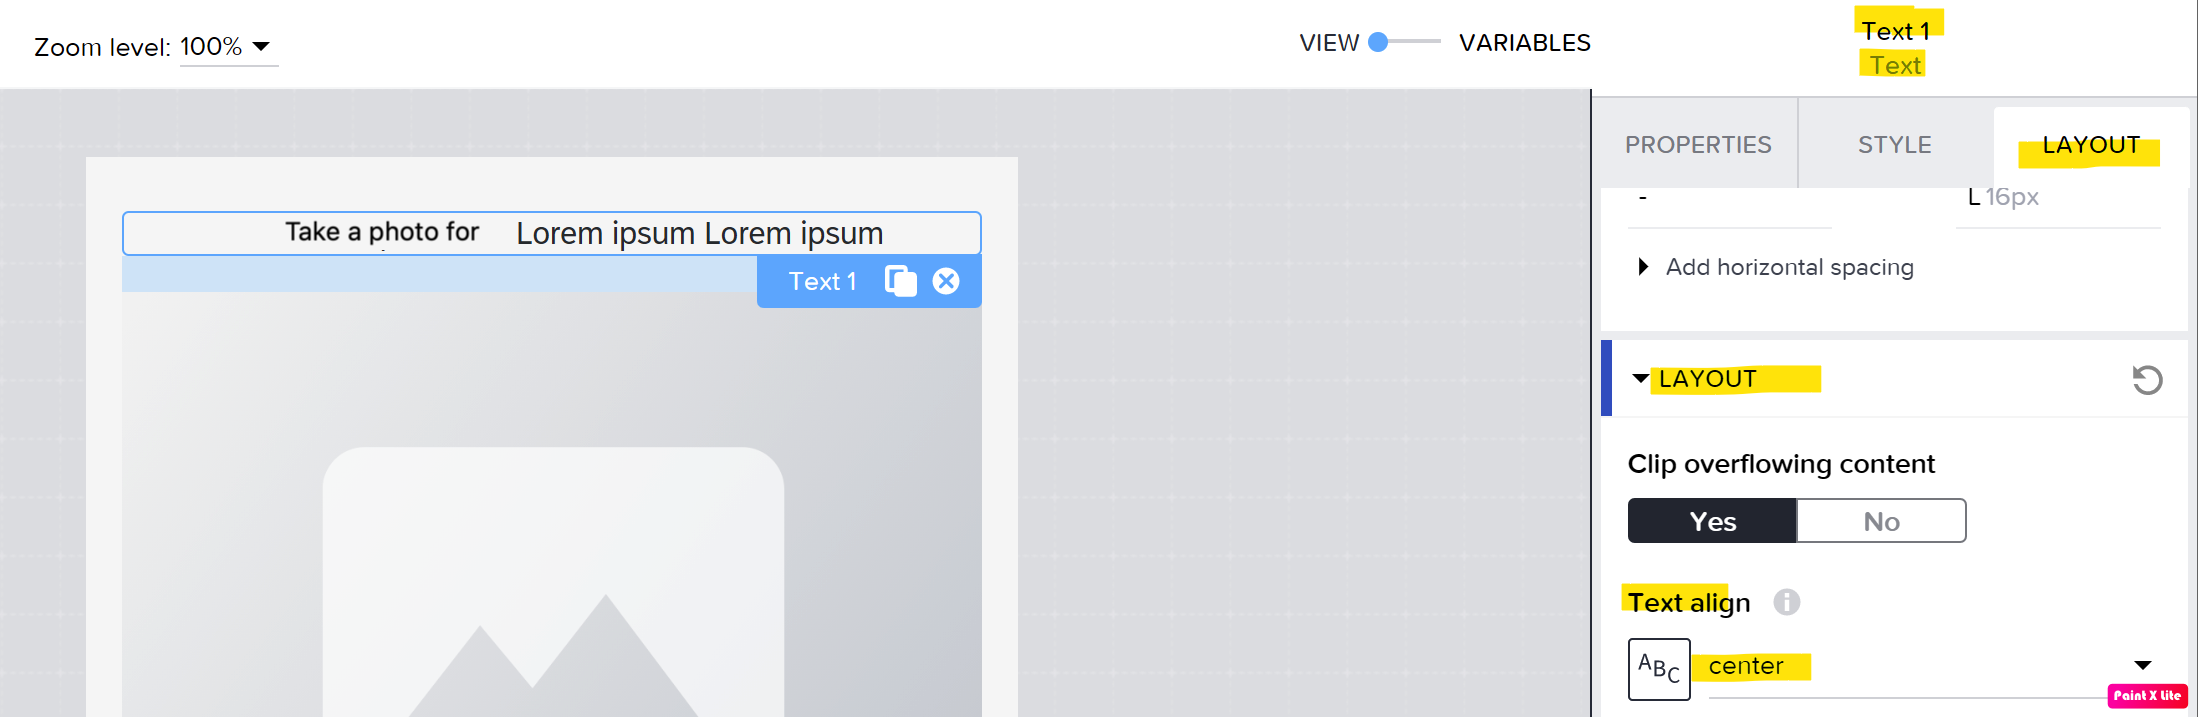 Zoom level: 100%
VIEW VARIABLES
Text 1
Text
PROPERTIES STYLE LAYOUT
- L 16px
Take a photo for Lorem ipsum Lorem ipsum
Text 1
Add horizontal spacing
LAYOUT
Clip overflowing content
Yes No
Text align
ABC center
Paint X Lite